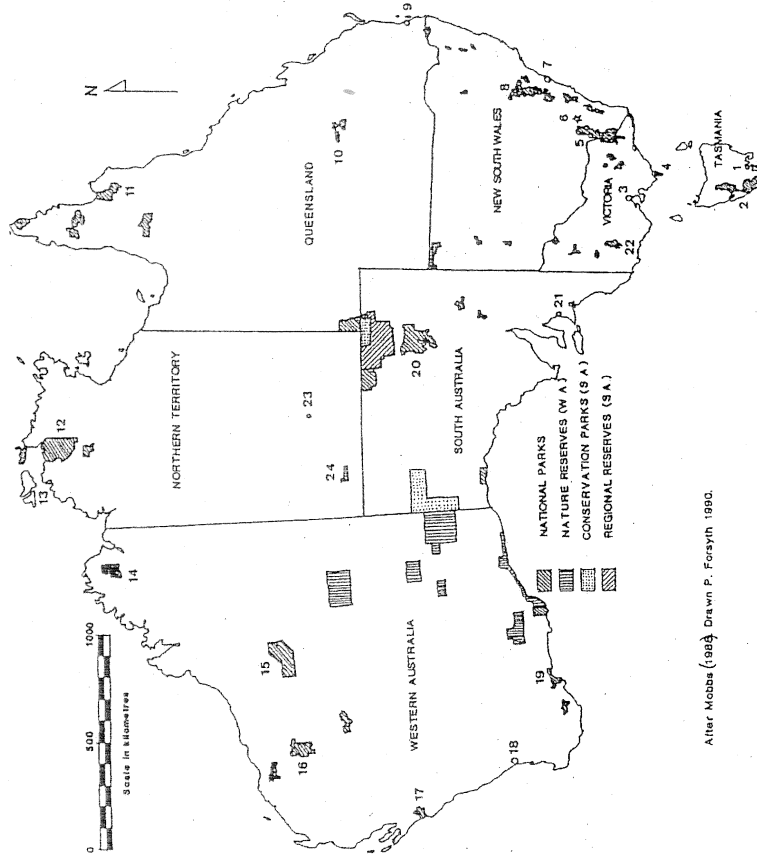 0 500 1000
Scale in kilometres
N
NORTHERN TERRITORY
QUEENSLAND
WESTERN AUSTRALIA
SOUTH AUSTRALIA
NEW SOUTH WALES
VICTORIA
TASMANIA
1
2
3
4
5
6
7
8
9
10
11
12
13
14
15
16
17
18
19
20
21
22
23
24
NATIONAL PARKS
NATURE RESERVES (W A)
CONSERVATION PARKS (S A)
REGIONAL RESERVES (S A)
After Mobbs (1988) Drawn P. Forsyth 1990.